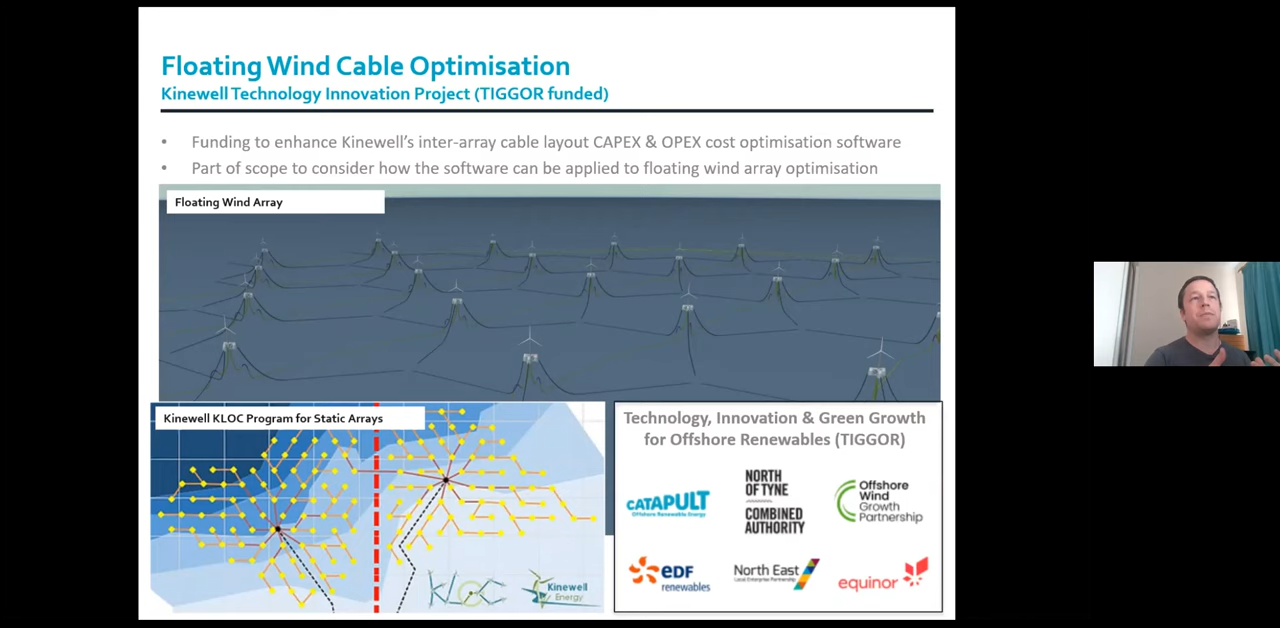 Floating Wind Cable Optimisation
Kinewell Technology Innovation Project (TIGGOR funded)
• Funding to enhance Kinewell's inter-array cable layout CAPEX & OPEX cost optimisation software
• Part of scope to consider how the software can be applied to floating wind array optimisation
Floating Wind Array
Kinewell KLOC Program for Static Arrays
KLOC
Kinewell
Energy
Technology, Innovation & Green Growth
for Offshore Renewables (TIGGOR)
CATAPULT
Offshore Renewable Energy
NORTH
OF TYNE
COMBINED
AUTHORITY
Offshore
Wind
Growth
Partnership
eDF
renewables
North East
Local Enterprise Partnership
equinor